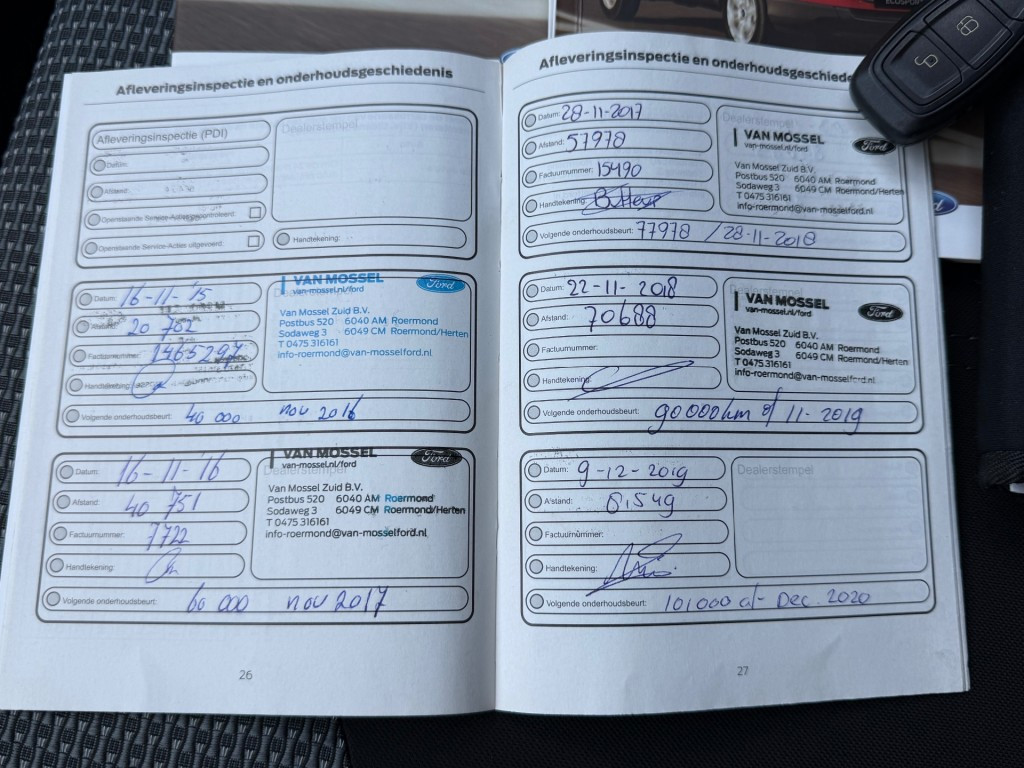 ECOSPORT
Afleveringsinspectie en onderhoudsgeschiedenis
Afleveringsinspectie (PDI)
Dealerstempel
Datum:
Afstand:
Openstaande Service-Acties gecontroleerd:
Openstaande Service-Acties uitgevoerd:
Handtekening:
Datum: 16-11-'15
Afstand: 20 782
Factuurnummer:
Handtekening:
Volgende onderhoudsbeurt: 40 000 nov 2016
VAN MOSSEL
van-mossel.nl/ford
Ford
Van Mossel Zuid B.V.
Postbus 520 6040 AM Roermond
Sodaweg 3 6049 CM Roermond/Herten
T 0475 316161
info-roermond@van-mosselford.nl
Datum: 16-11-'16
Afstand: 40 751
Factuurnummer: 7722
Handtekening:
Volgende onderhoudsbeurt: 60 000 nov 2017
Dealerstempel
VAN MOSSEL
van-mossel.nl/ford
Ford
Van Mossel Zuid B.V.
Postbus 520 6040 AM Roermond
Sodaweg 3 6049 CM Roermond/Herten
T 0475 316161
info-roermond@van-mosselford.nl
26
Afleveringsinspectie en onderhoudsgeschiede
Datum: 28-11-2017
Afstand: 57978
Factuurnummer: 15490
Handtekening:
Volgende onderhoudsbeurt: 77978 / 28-11-2018
Dealerstempel
VAN MOSSEL
van-mossel.nl/ford
Ford
Van Mossel Zuid B.V.
Postbus 520 6040 AM Roermond
Sodaweg 3 6049 CM Roermond/Herten
T 0475 316161
info-roermond@van-mosselford.nl
Datum: 22-11-2018
Afstand: 70688
Factuurnummer:
Handtekening:
Volgende onderhoudsbeurt: 90000km of 11-2019
Dealerstempel
VAN MOSSEL
van-mossel.nl/ford
Ford
Van Mossel Zuid B.V.
Postbus 520 6040 AM Roermond
Sodaweg 3 6049 CM Roermond/Herten
T 0475 316161
info-roermond@van-mosselford.nl
Datum: 9-12-2019
Afstand: 81549
Factuurnummer:
Handtekening:
Volgende onderhoudsbeurt: 101000 of Dec. 2020
Dealerstempel
27